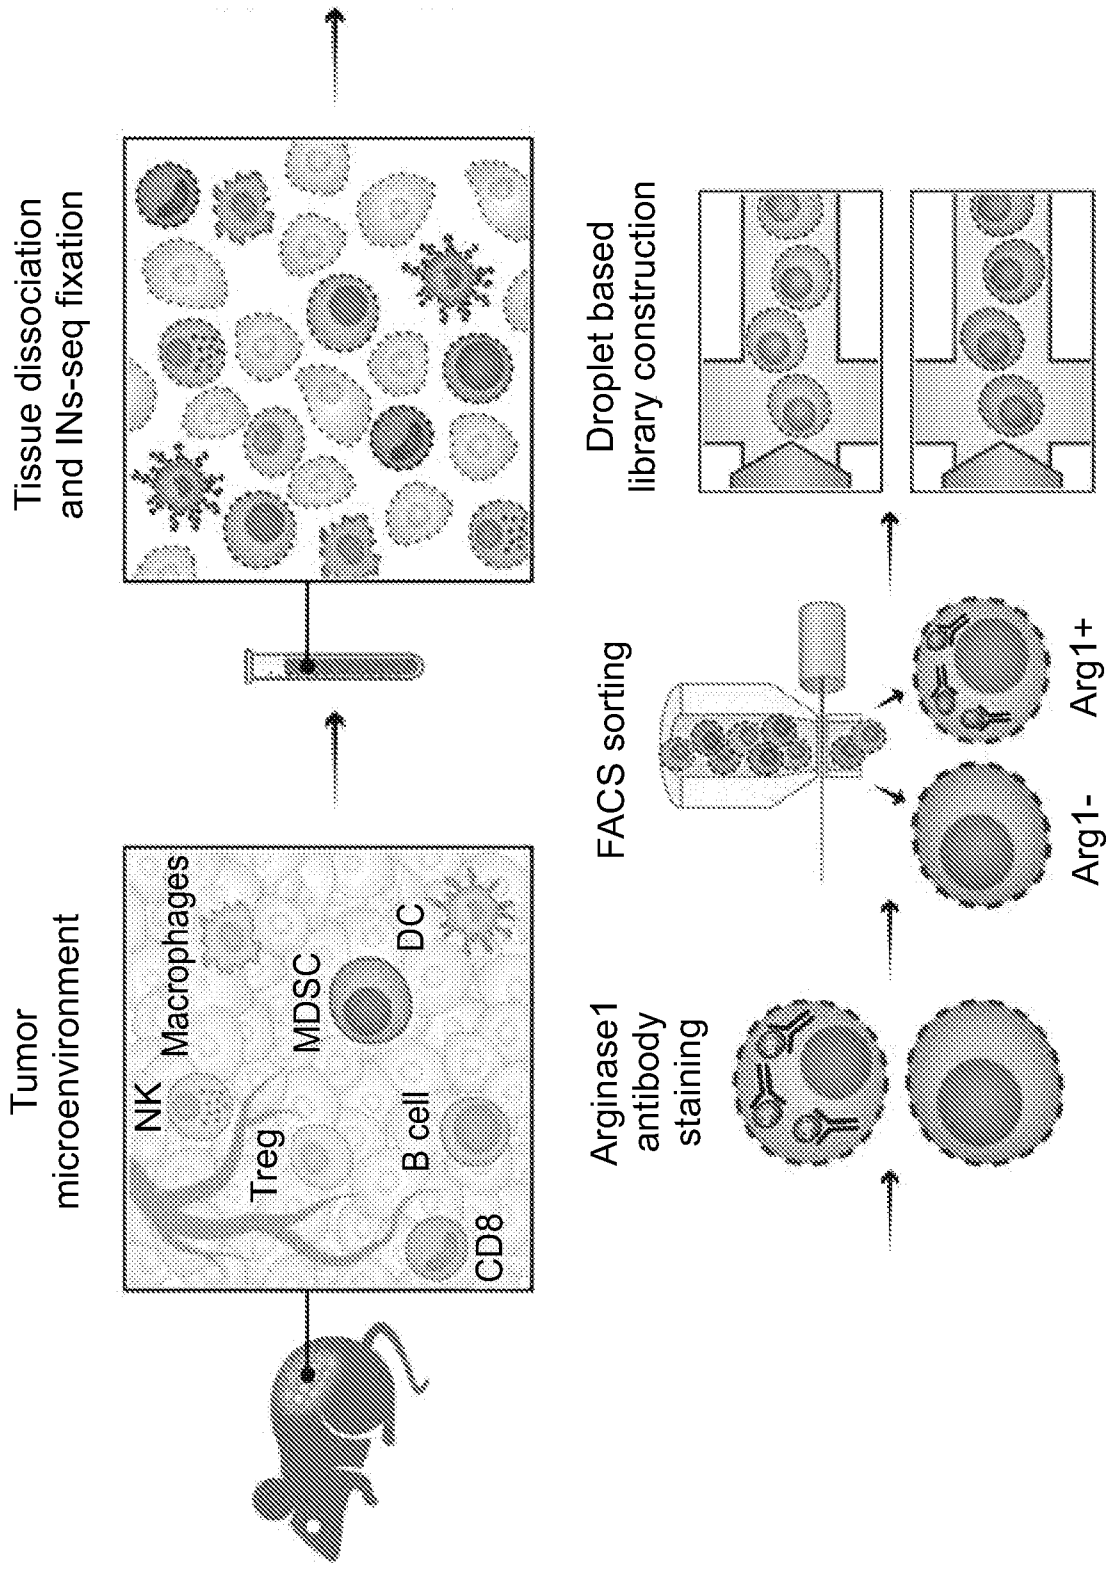 Tumor
microenvironment
NK
Macrophages
Treg
MDSC
B cell
DC
CD8
Tissue dissociation
and INs-seq fixation
Arginase1
antibody
staining
FACS sorting
Arg1-
Arg1+
Droplet based
library construction